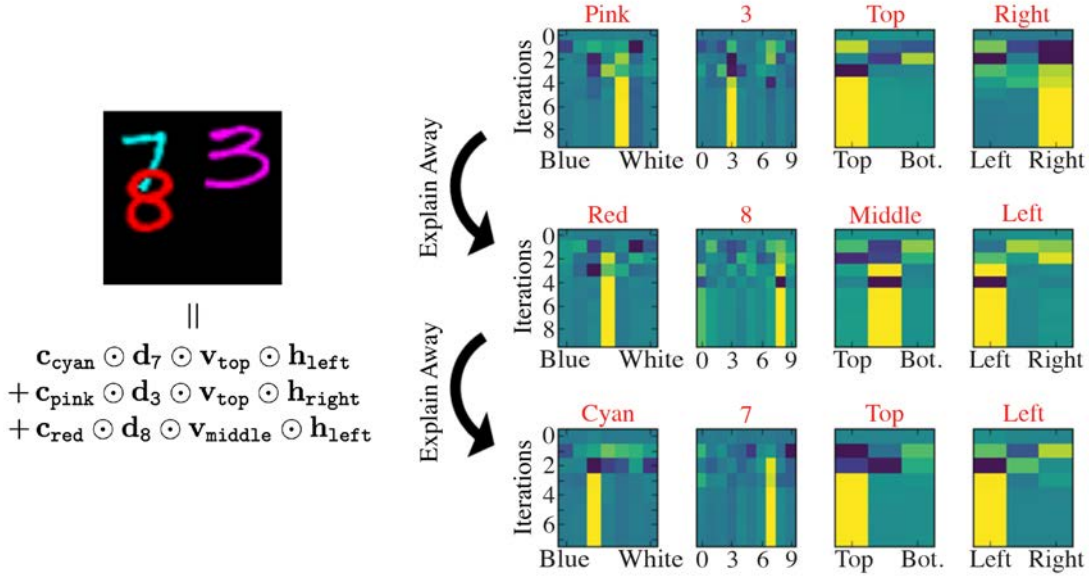 7 3
8
||
c_cyan ⊙ d_7 ⊙ v_top ⊙ h_left
+ c_pink ⊙ d_3 ⊙ v_top ⊙ h_right
+ c_red ⊙ d_8 ⊙ v_middle ⊙ h_left
Explain Away
Explain Away
Pink 3 Top Right
Iterations
0
2
4
6
8
Blue White 0 3 6 9 Top Bot. Left Right
Red 8 Middle Left
Iterations
0
2
4
6
8
Blue White 0 3 6 9 Top Bot. Left Right
Cyan 7 Top Left
Iterations
0
2
4
6
Blue White 0 3 6 9 Top Bot. Left Right